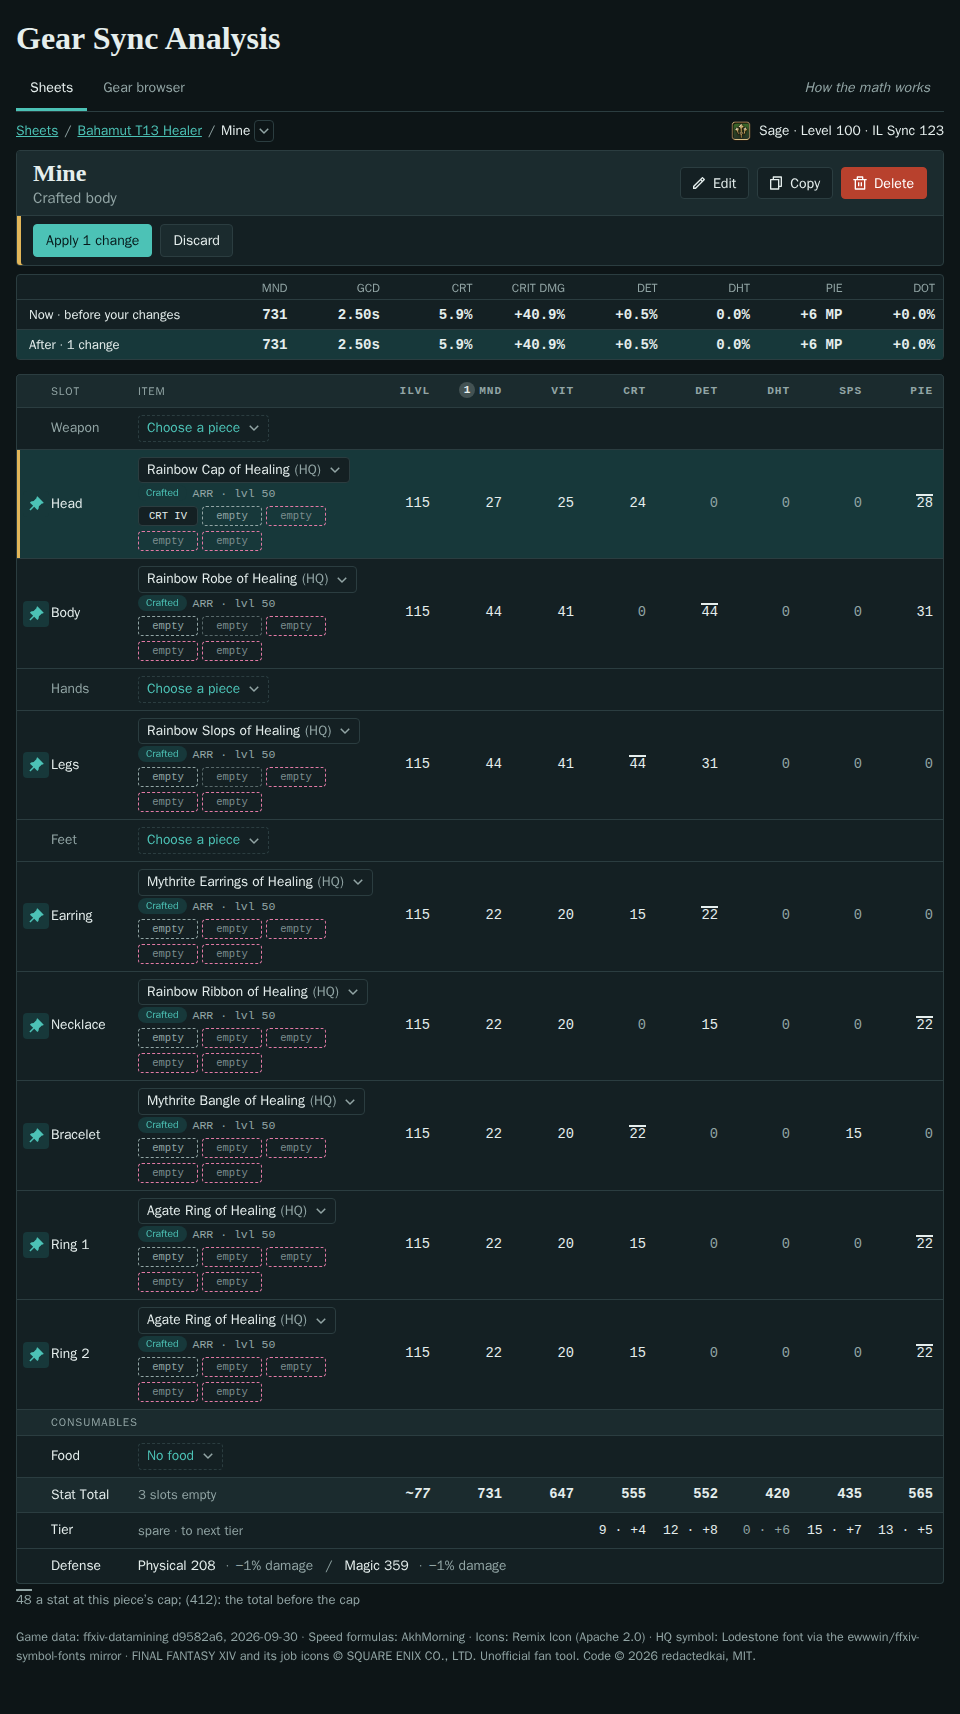 Gear Sync Analysis
Sheets Gear browser How the math works
Sheets / Bahamut T13 Healer / Mine Sage · Level 100 · IL Sync 123
Mine
Crafted body
Edit Copy Delete
Apply 1 change Discard
MND GCD CRT CRIT DMG DET DHT PIE DOT
Now · before your changes 731 2.50s 5.9% +40.9% +0.5% 0.0% +6 MP +0.0%
After · 1 change 731 2.50s 5.9% +40.9% +0.5% 0.0% +6 MP +0.0%
SLOT ITEM ILVL 1 MND VIT CRT DET DHT SPS PIE
Weapon Choose a piece
Rainbow Cap of Healing (HQ)
Crafted ARR · lvl 50
Head 115 27 25 24 0 0 0 28
CRT IV empty empty
empty empty
Rainbow Robe of Healing (HQ)
Crafted ARR · lvl 50
Body 115 44 41 0 44 0 0 31
empty empty empty
empty empty
Hands Choose a piece
Rainbow Slops of Healing (HQ)
Crafted ARR · lvl 50
Legs 115 44 41 44 31 0 0 0
empty empty empty
empty empty
Feet Choose a piece
Mythrite Earrings of Healing (HQ)
Crafted ARR · lvl 50
Earring 115 22 20 15 22 0 0 0
empty empty empty
empty empty
Rainbow Ribbon of Healing (HQ)
Crafted ARR · lvl 50
Necklace 115 22 20 0 15 0 0 22
empty empty empty
empty empty
Mythrite Bangle of Healing (HQ)
Crafted ARR · lvl 50
Bracelet 115 22 20 22 0 0 15 0
empty empty empty
empty empty
Agate Ring of Healing (HQ)
Crafted ARR · lvl 50
Ring 1 115 22 20 15 0 0 0 22
empty empty empty
empty empty
Agate Ring of Healing (HQ)
Crafted ARR · lvl 50
Ring 2 115 22 20 15 0 0 0 22
empty empty empty
empty empty
CONSUMABLES
Food No food
Stat Total 3 slots empty ~77 731 647 555 552 420 435 565
Tier spare · to next tier 9 · +4 12 · +8 0 · +6 15 · +7 13 · +5
Defense Physical 208 · −1% damage / Magic 359 · −1% damage
48 a stat at this piece's cap; (412): the total before the cap
Game data: ffxiv-datamining d9582a6, 2026-09-30 · Speed formulas: AkhMorning · Icons: Remix Icon (Apache 2.0) · HQ symbol: Lodestone font via the ewwwin/ffxiv-
symbol-fonts mirror · FINAL FANTASY XIV and its job icons © SQUARE ENIX CO., LTD. Unofficial fan tool. Code © 2026 redactedkai, MIT.